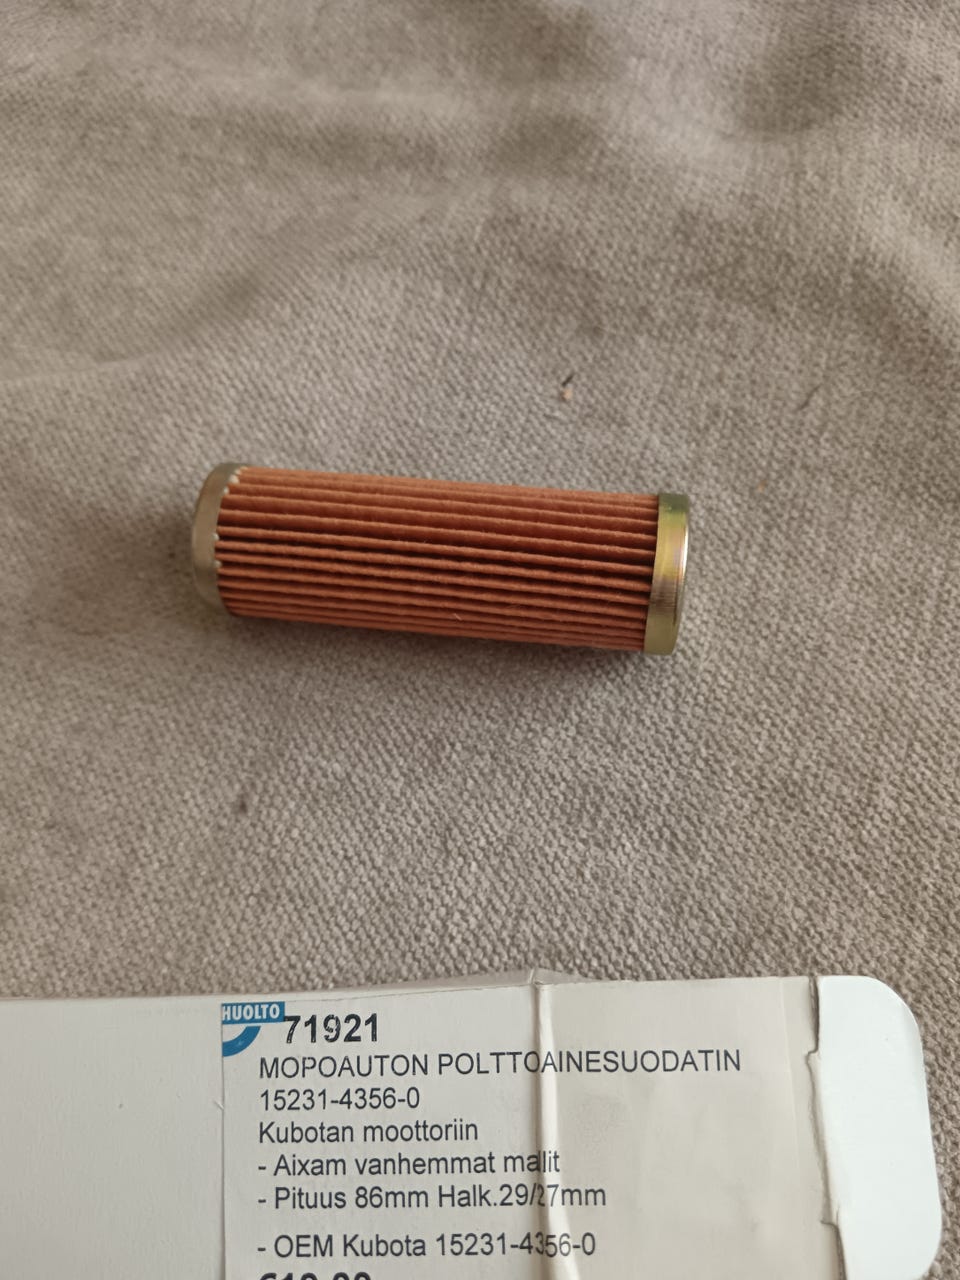 HUOLTO
71921
MOPOAUTON POLTTOAINESUODATIN
15231-4356-0
Kubotan moottoriin
- Aixam vanhemmat mallit
- Pituus 86mm Halk.29/27mm
- OEM Kubota 15231-4356-0